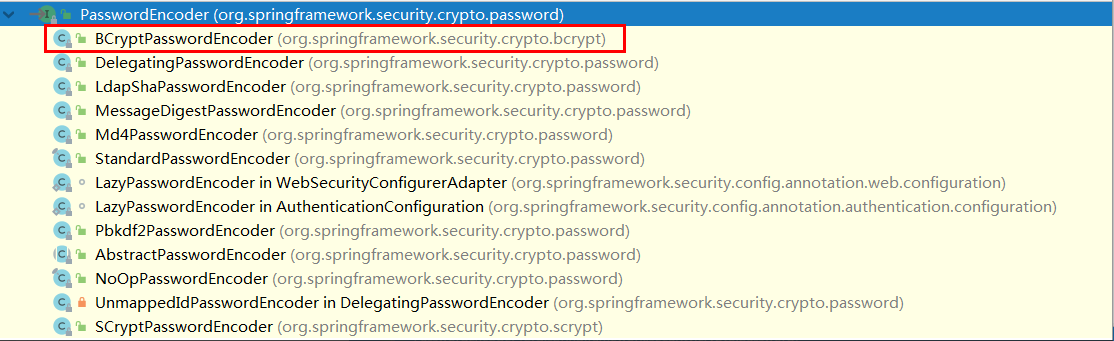 PasswordEncoder (org.springframework.security.crypto.password)
BCryptPasswordEncoder (org.springframework.security.crypto.bcrypt)
DelegatingPasswordEncoder (org.springframework.security.crypto.password)
LdapShaPasswordEncoder (org.springframework.security.crypto.password)
MessageDigestPasswordEncoder (org.springframework.security.crypto.password)
Md4PasswordEncoder (org.springframework.security.crypto.password)
StandardPasswordEncoder (org.springframework.security.crypto.password)
LazyPasswordEncoder in WebSecurityConfigurerAdapter (org.springframework.security.config.annotation.web.configuration)
LazyPasswordEncoder in AuthenticationConfiguration (org.springframework.security.config.annotation.authentication.configuration)
Pbkdf2PasswordEncoder (org.springframework.security.crypto.password)
AbstractPasswordEncoder (org.springframework.security.crypto.password)
NoOpPasswordEncoder (org.springframework.security.crypto.password)
UnmappedIdPasswordEncoder in DelegatingPasswordEncoder (org.springframework.security.crypto.password)
SCryptPasswordEncoder (org.springframework.security.crypto.scrypt)